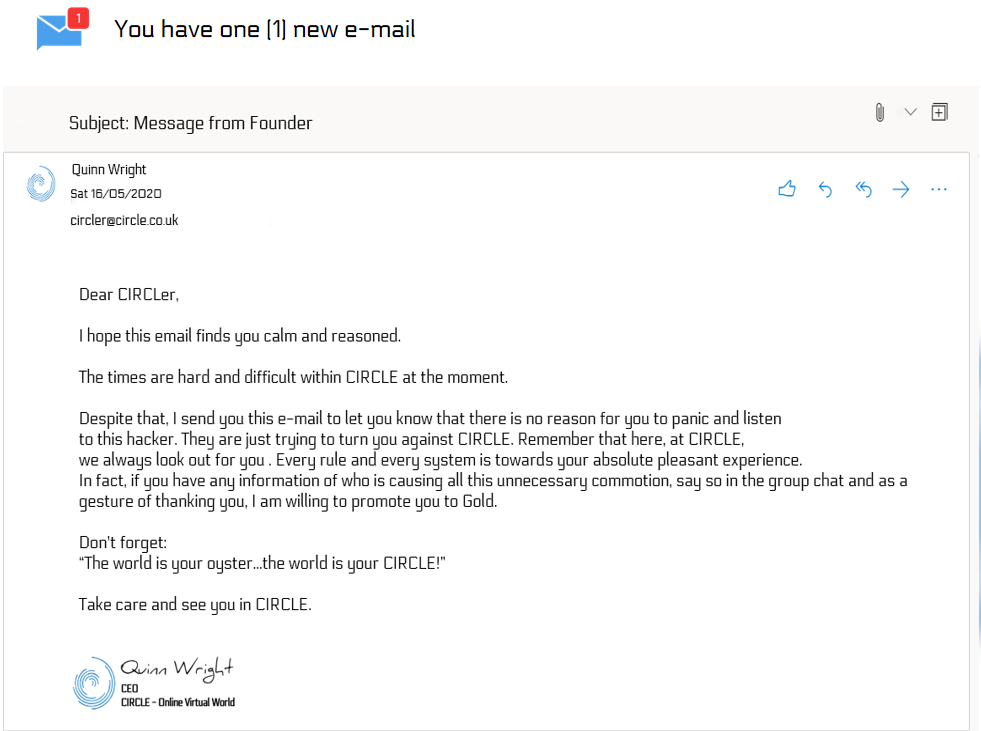 1
You have one (1) new e-mail
Subject: Message from Founder
Quinn Wright
Sat 16/05/2020
circler@circle.co.uk
Dear CIRCLer,
I hope this email finds you calm and reasoned.
The times are hard and difficult within CIRCLE at the moment.
Despite that, I send you this e-mail to let you know that there is no reason for you to panic and listen
to this hacker. They are just trying to turn you against CIRCLE. Remember that here, at CIRCLE,
we always look out for you . Every rule and every system is towards your absolute pleasant experience.
In fact, if you have any information of who is causing all this unnecessary commotion, say so in the group chat and as a
gesture of thanking you, I am willing to promote you to Gold.
Don't forget:
“The world is your oyster...the world is your CIRCLE!”
Take care and see you in CIRCLE.
Quinn Wright
CEO
CIRCLE - Online Virtual World